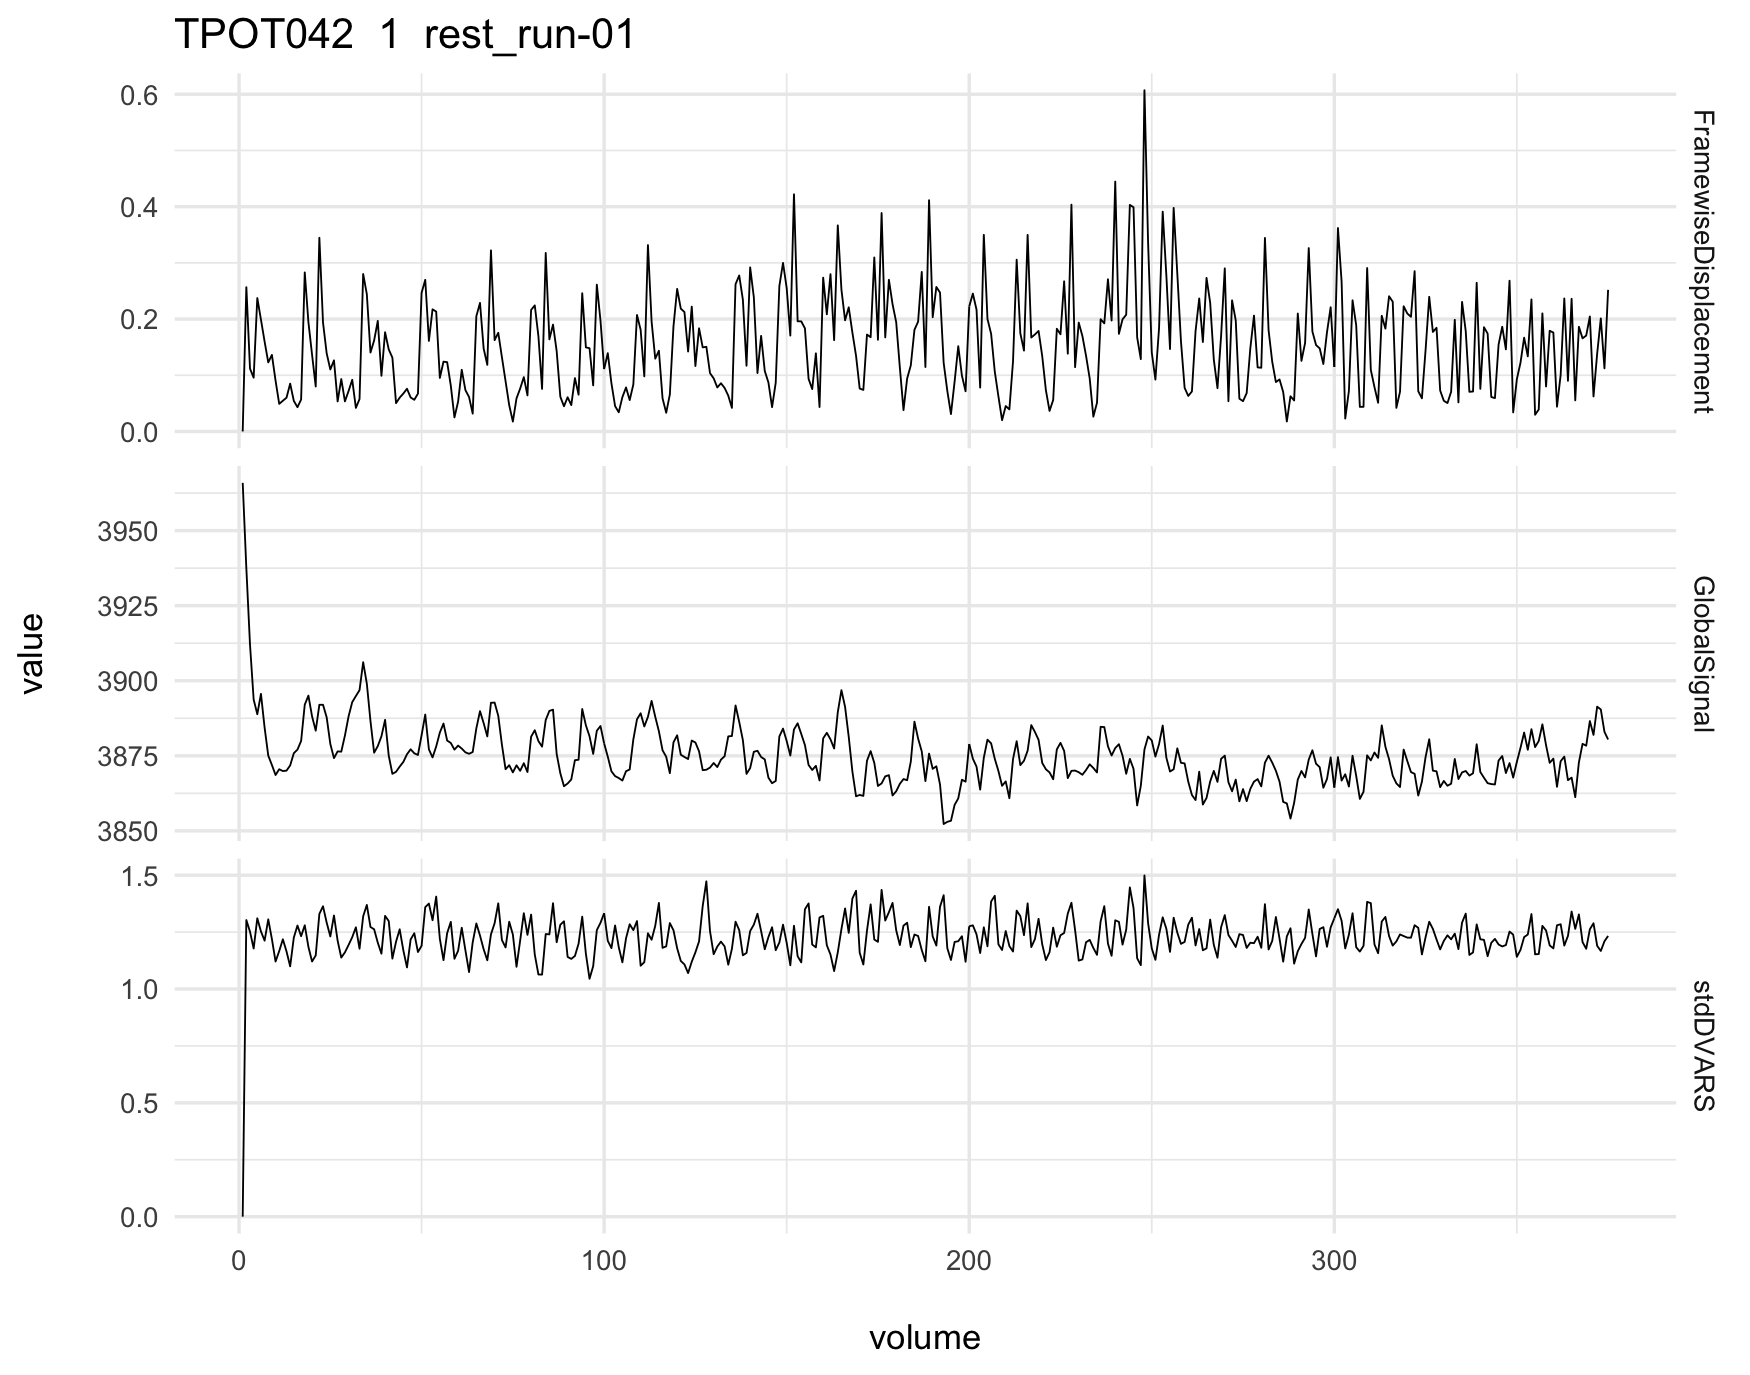 TPOT042 1 rest_run-01
0.6
0.4
0.2
0.0
FramewiseDisplacement
3950
3925
3900
3875
3850
GlobalSignal
value
1.5
1.0
0.5
0.0
stdDVARS
0 100 200 300
volume